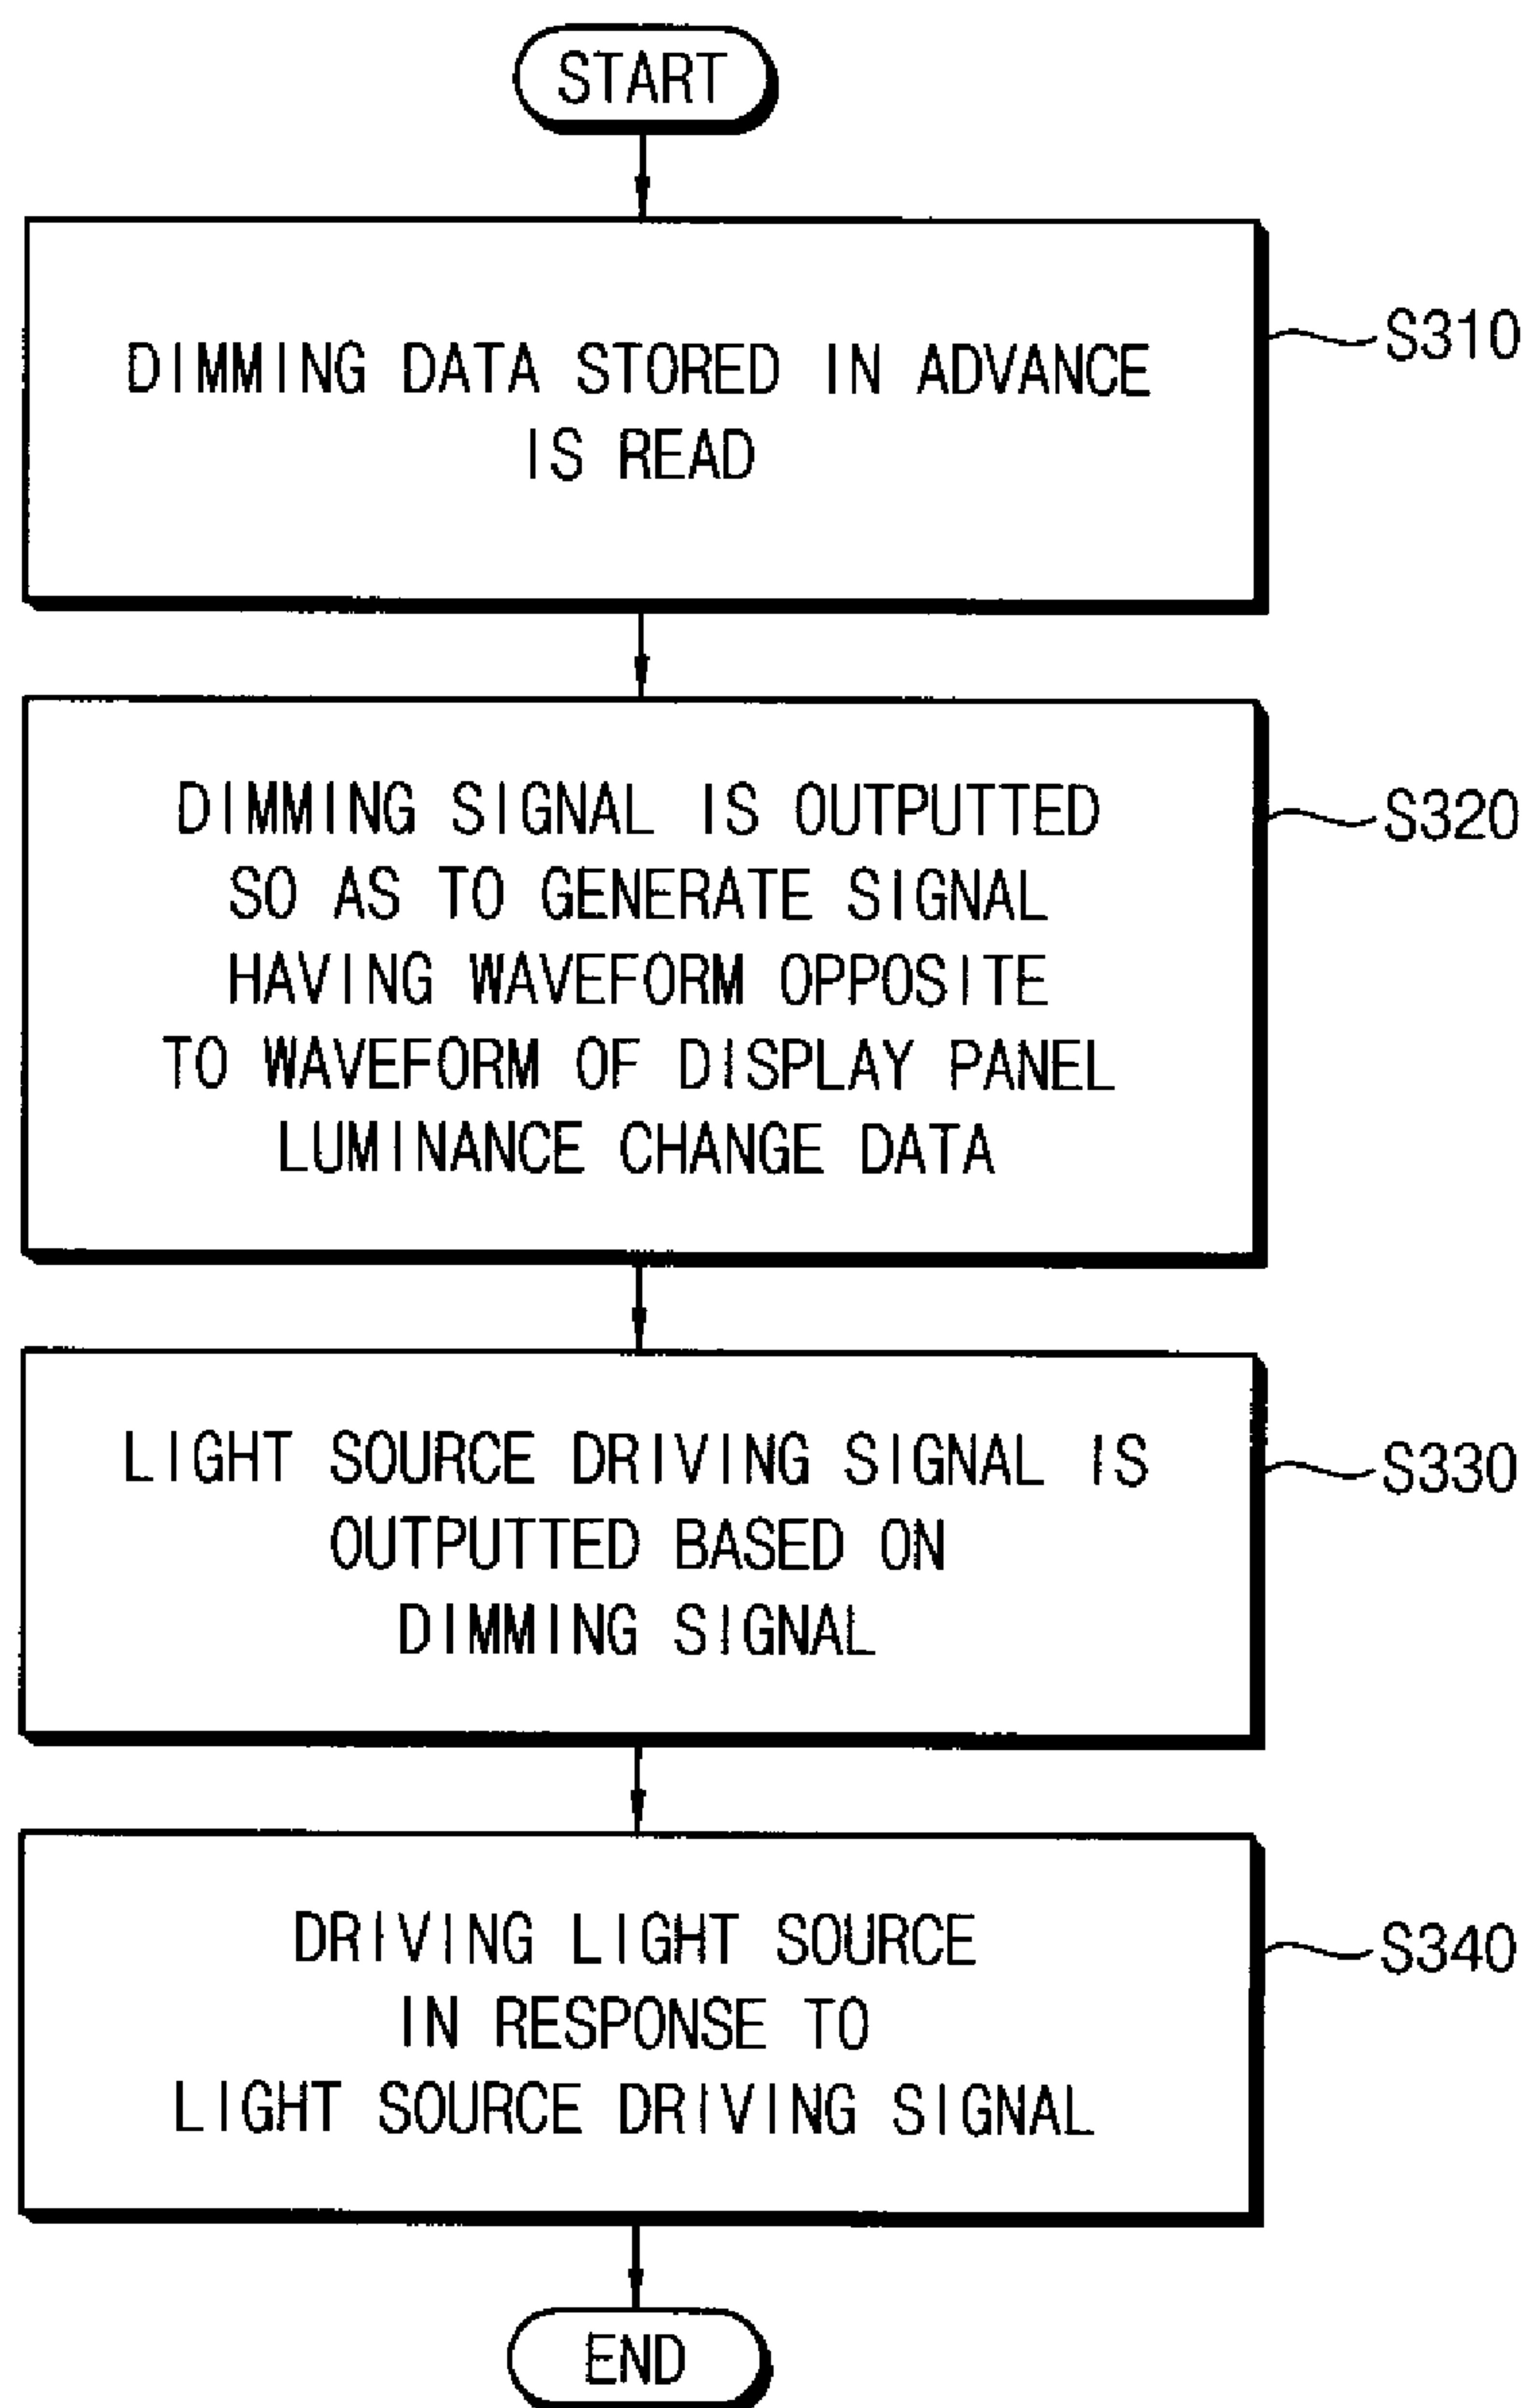 START
DIMMING DATA STORED IN ADVANCE
IS READ
S310
DIMMING SIGNAL IS OUTPUTTED
SO AS TO GENERATE SIGNAL
HAVING WAVEFORM OPPOSITE
TO WAVEFORM OF DISPLAY PANEL
LUMINANCE CHANGE DATA
S320
LIGHT SOURCE DRIVING SIGNAL IS
OUTPUTTED BASED ON
DIMMING SIGNAL
S330
DRIVING LIGHT SOURCE
IN RESPONSE TO
LIGHT SOURCE DRIVING SIGNAL
S340
END